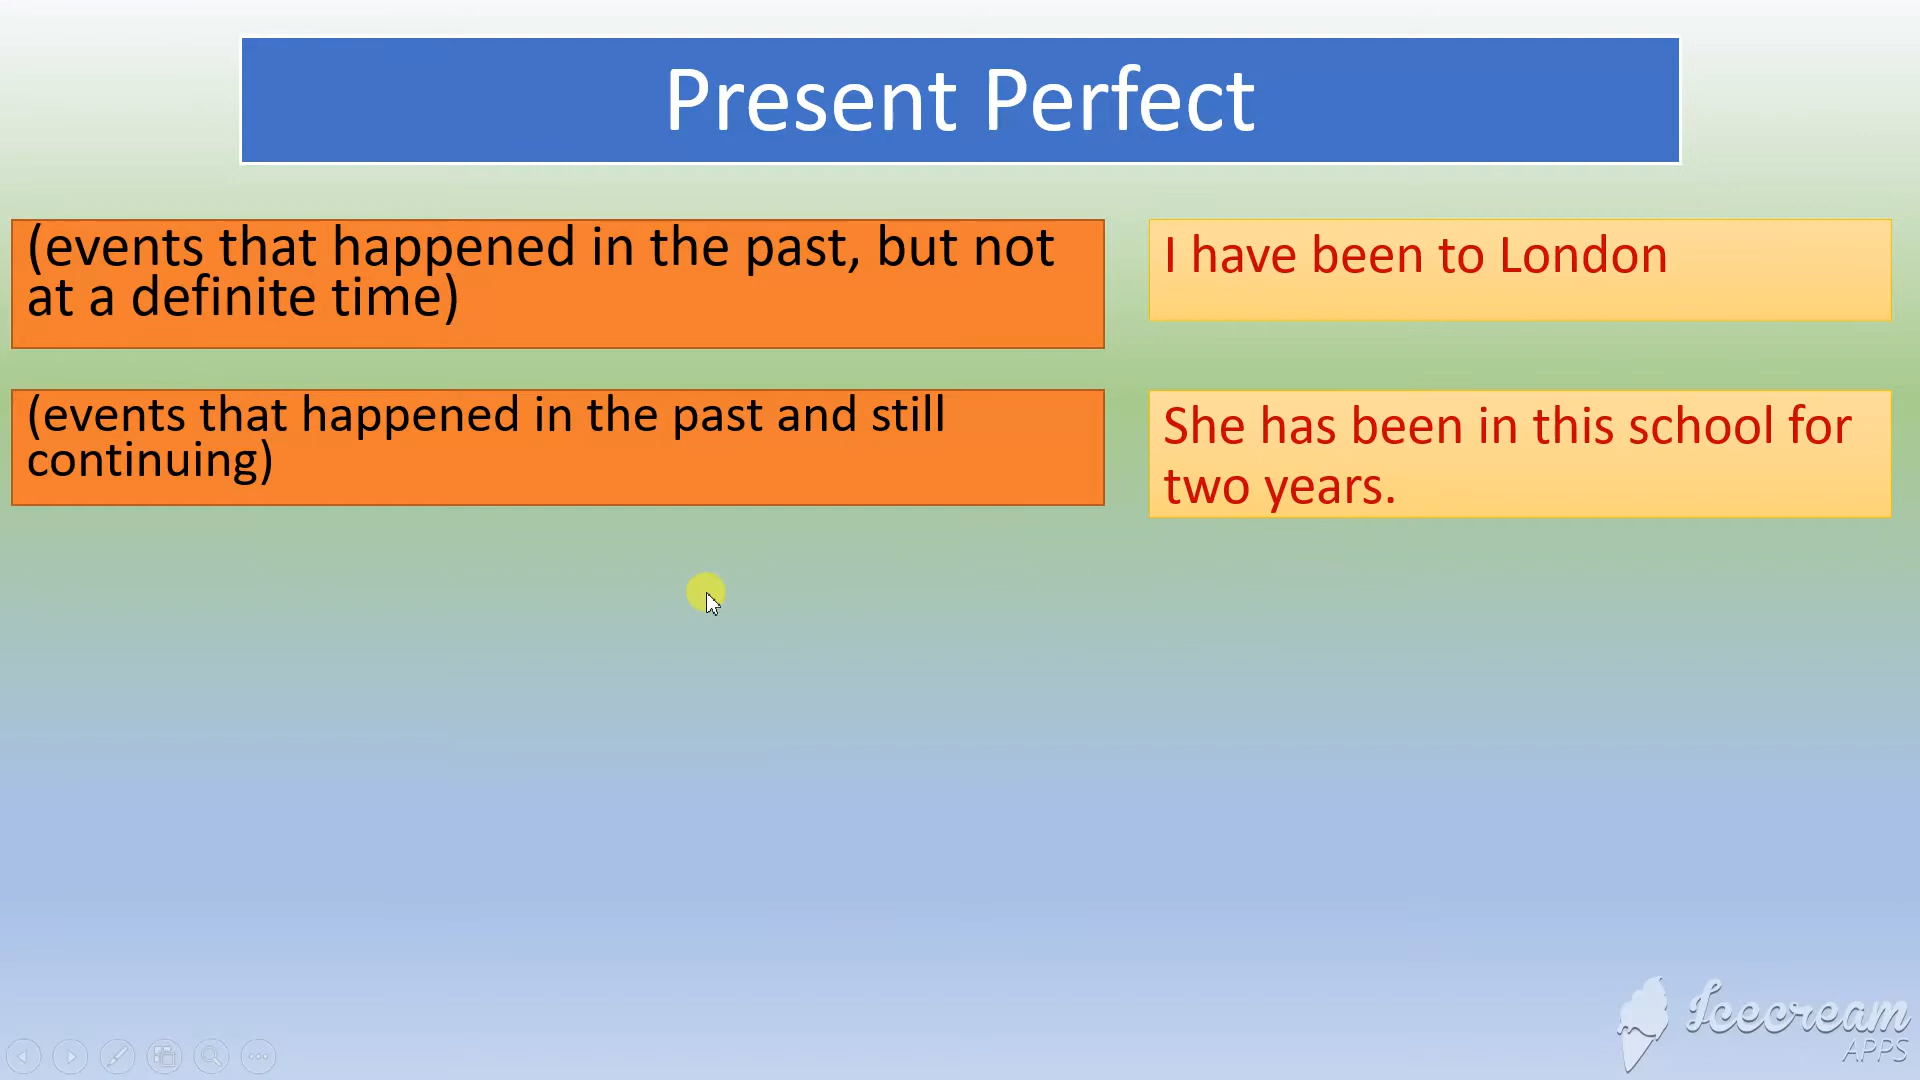 Present Perfect
(events that happened in the past, but not
at a definite time)
I have been to London
(events that happened in the past and still
continuing)
She has been in this school for
two years.
Icecream
APPS